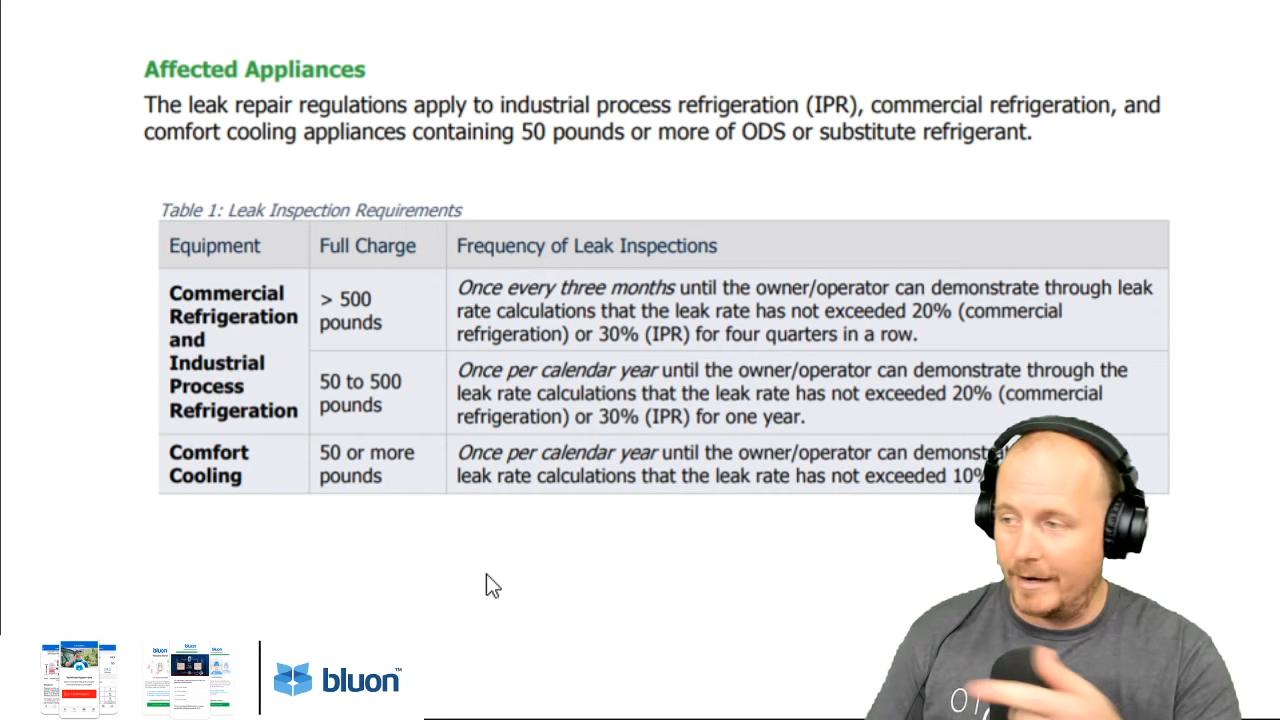 Affected Appliances
The leak repair regulations apply to industrial process refrigeration (IPR), commercial refrigeration, and
comfort cooling appliances containing 50 pounds or more of ODS or substitute refrigerant.
Table 1: Leak Inspection Requirements
Equipment
Full Charge
Frequency of Leak Inspections
Commercial
Refrigeration
and
Industrial
Process
Refrigeration
> 500
pounds
Once every three months until the owner/operator can demonstrate through leak
rate calculations that the leak rate has not exceeded 20% (commercial
refrigeration) or 30% (IPR) for four quarters in a row.
50 to 500
pounds
Once per calendar year until the owner/operator can demonstrate through the
leak rate calculations that the leak rate has not exceeded 20% (commercial
refrigeration) or 30% (IPR) for one year.
Comfort
Cooling
50 or more
pounds
Once per calendar year until the owner/operator can
leak rate calculations that the leak rate has not exceeded 10%
bluon
bluon
bluon
bluon™